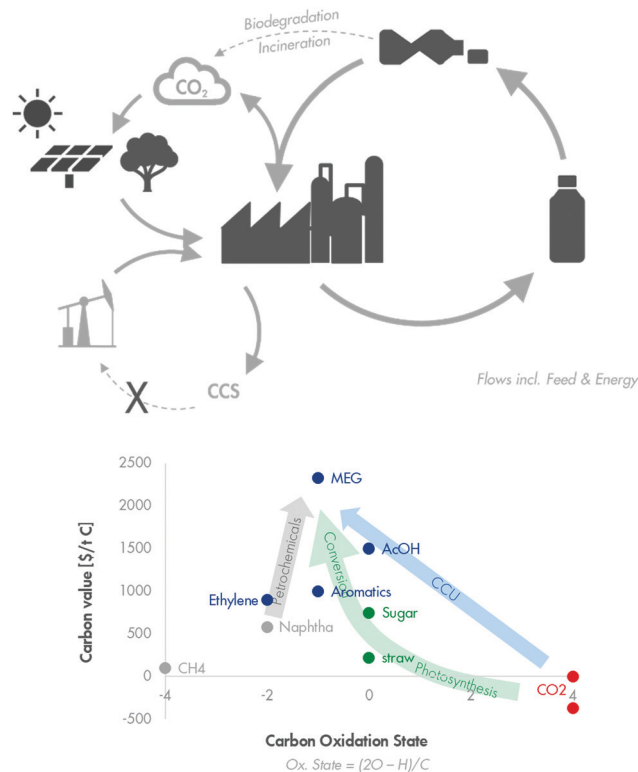 Biodegradation
Incineration
CO₂
X
CCS
Flows incl. Feed & Energy
Carbon value [$/t C]
2500
2000
1500
1000
500
0
-500
-4
-2
0
2
4
MEG
Petrochemicals
Conversion
AcOH
CCU
Ethylene
Aromatics
Naphtha
Sugar
straw
Photosynthesis
CH4
CO2
Carbon Oxidation State
Ox. State = (2O – H)/C